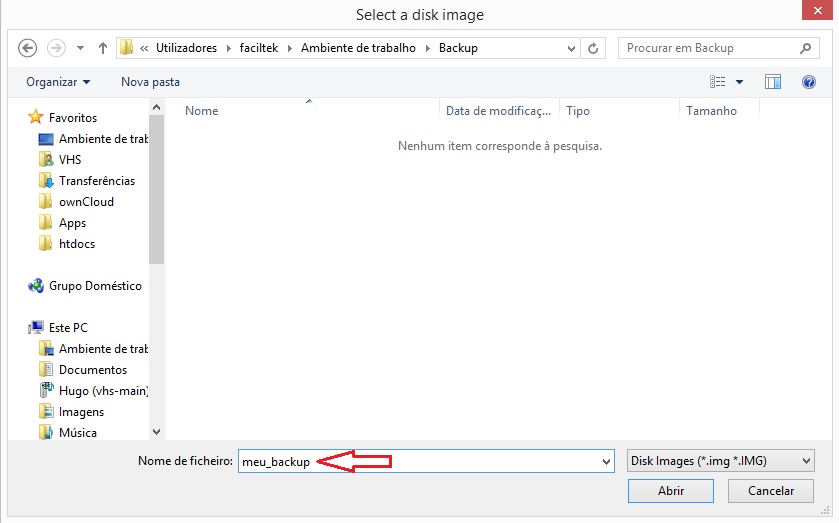 Select a disk image
« Utilizadores faciltek Ambiente de trabalho Backup Procurar em Backup
Organizar Nova pasta
Nome Data de modificaç... Tipo Tamanho
Nenhum item corresponde à pesquisa.
Favoritos
Ambiente de trab
VHS
Transferências
ownCloud
Apps
htdocs
Grupo Doméstico
Este PC
Ambiente de trab
Documentos
Hugo (vhs-main)
Imagens
Música
Nome de ficheiro: meu_backup Disk Images (*.img *.IMG)
Abrir Cancelar